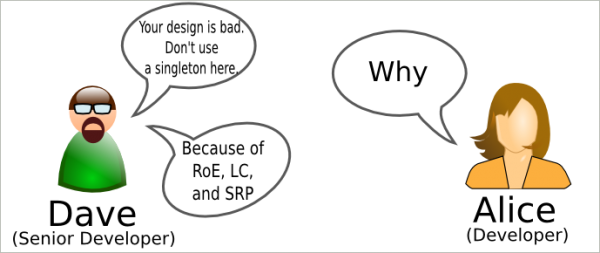 Your design is bad.
Don't use
a singleton here.
Why
Because of
RoE, LC,
and SRP
Dave
(Senior Developer)
Alice
(Developer)